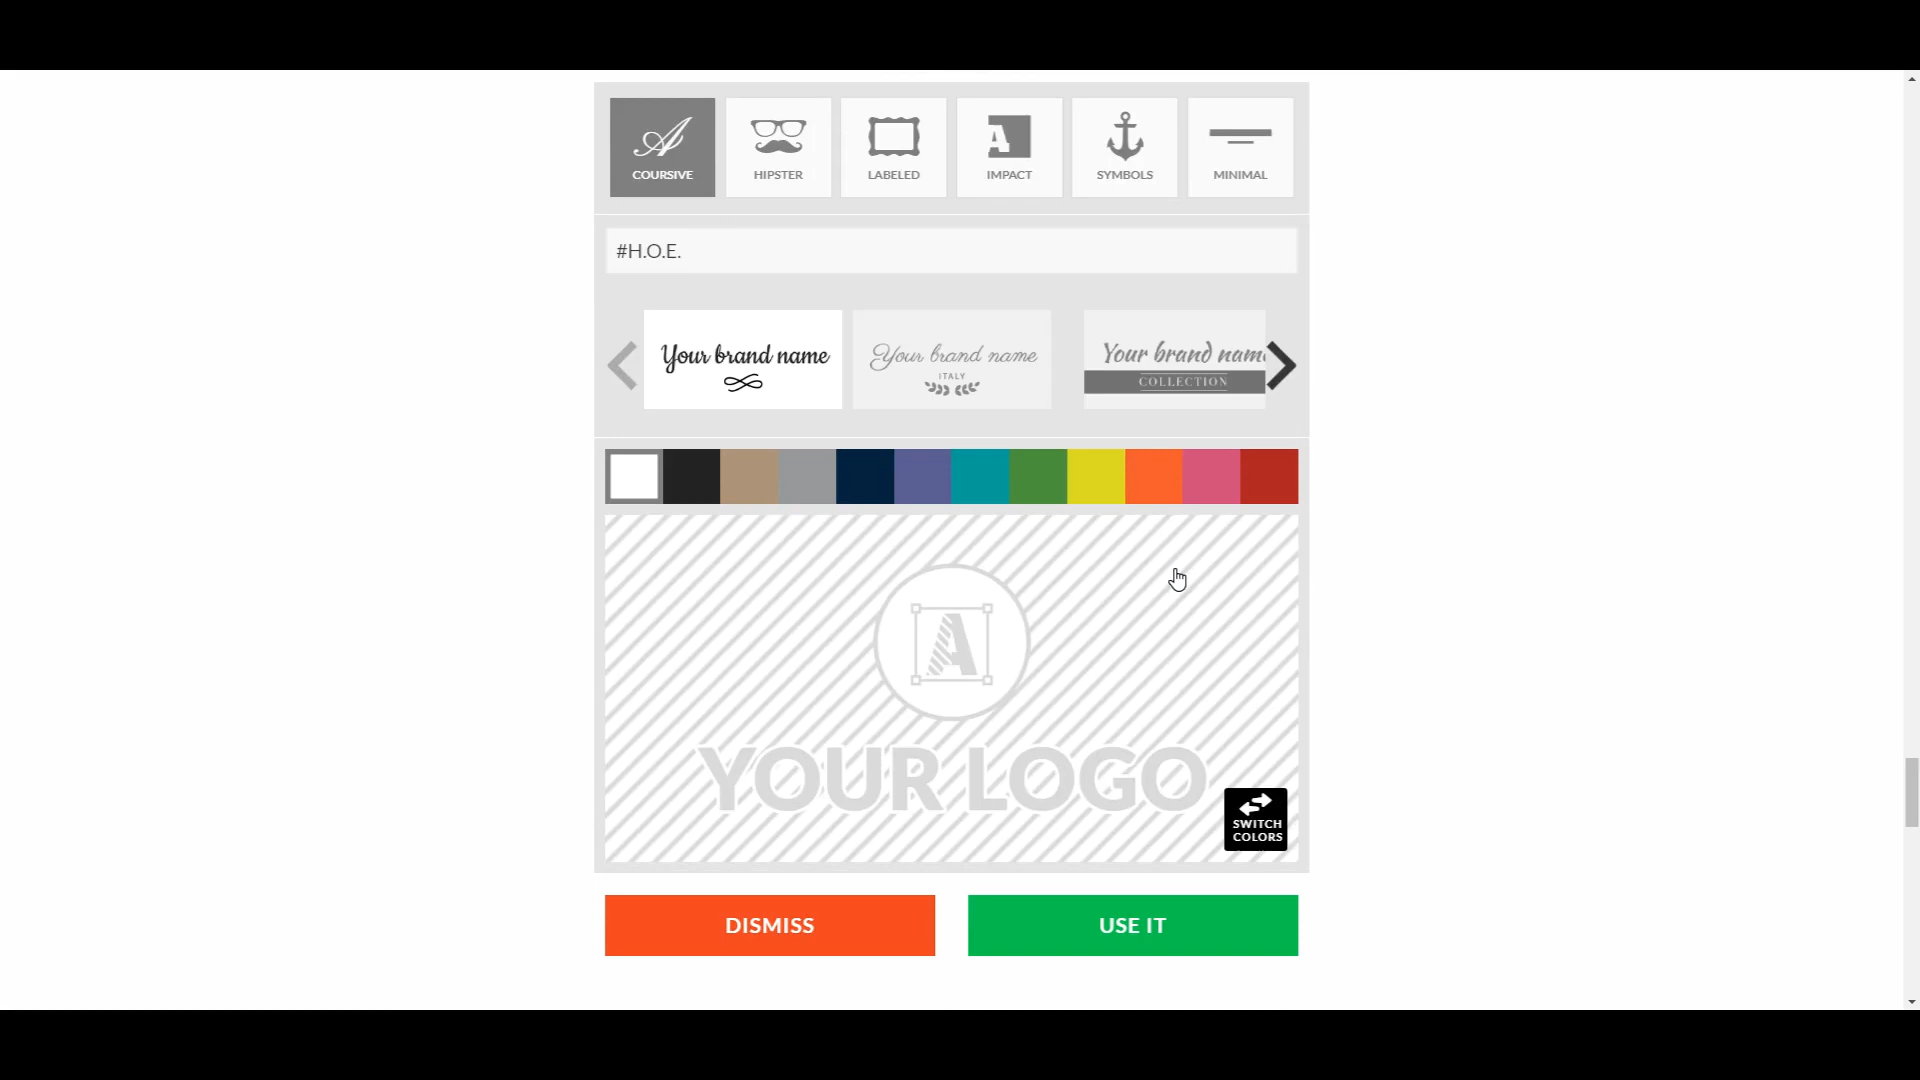 A
COURSIVE
HIPSTER
LABELED
A
IMPACT
SYMBOLS
MINIMAL
#H.O.E.
Your brand name
Your brand name
ITALY
Your brand name
COLLECTION
A
YOUR LOGO
SWITCH
COLORS
DISMISS
USE IT